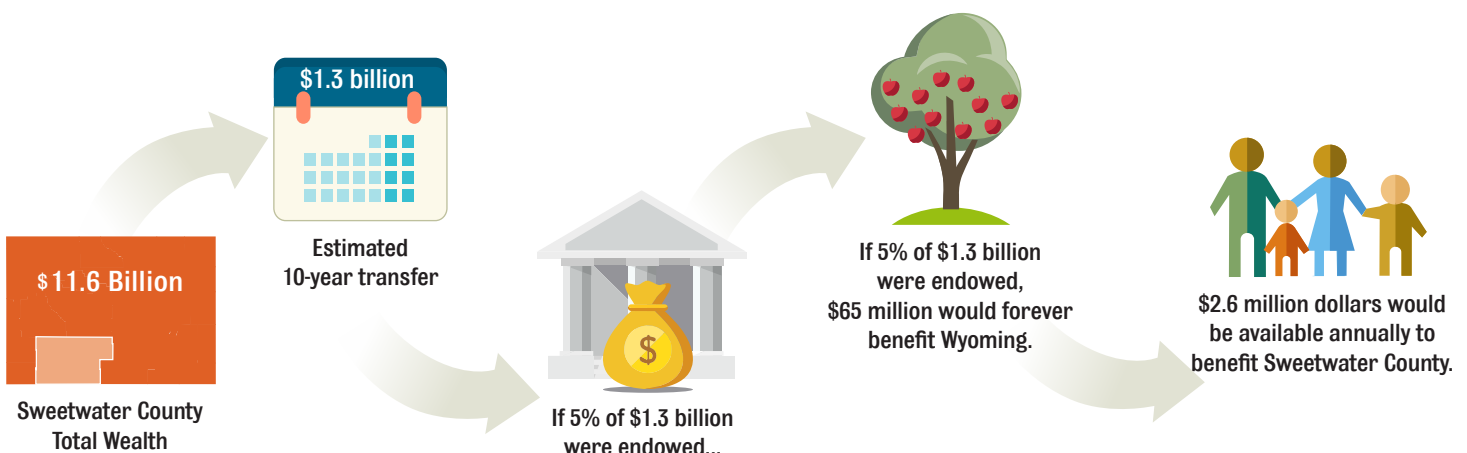 $11.6 Billion
Sweetwater County
Total Wealth
$1.3 billion
Estimated
10-year transfer
$
If 5% of $1.3 billion
were endowed...
If 5% of $1.3 billion
were endowed,
$65 million would forever
benefit Wyoming.
$2.6 million dollars would
be available annually to
benefit Sweetwater County.